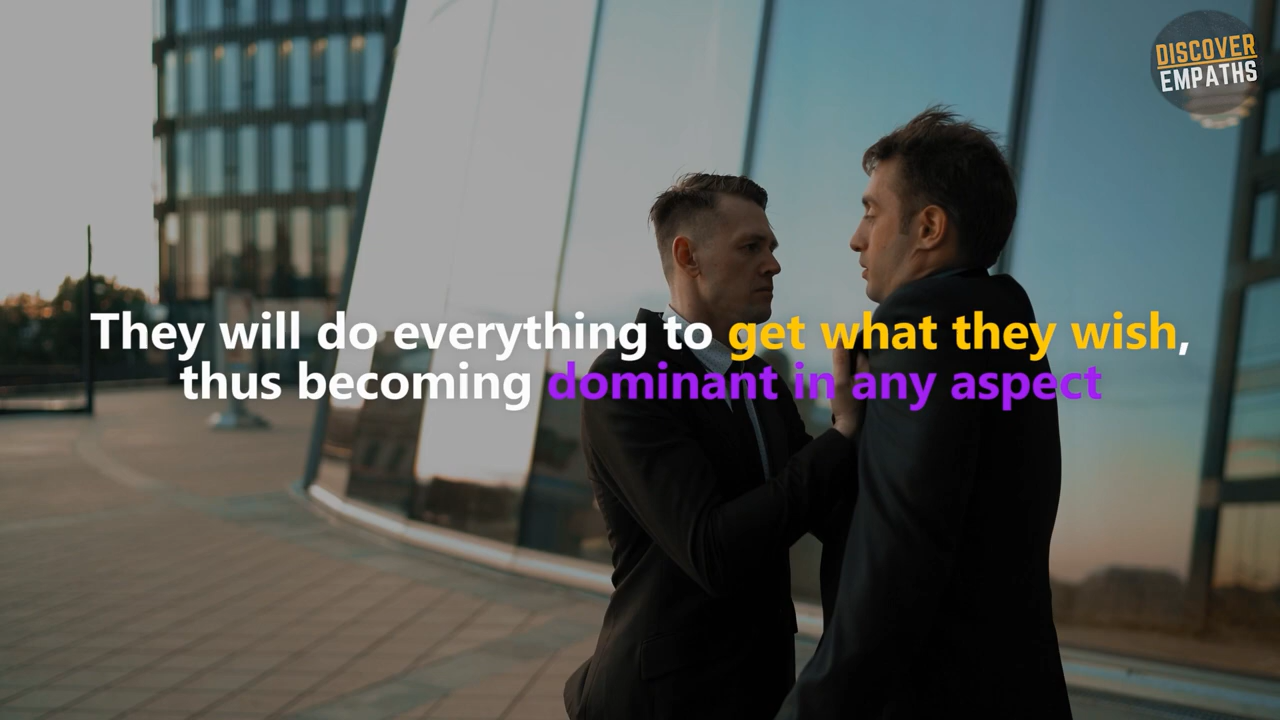 DISCOVER
EMPATHS
They will do everything to get what they wish,
thus becoming dominant in any aspect